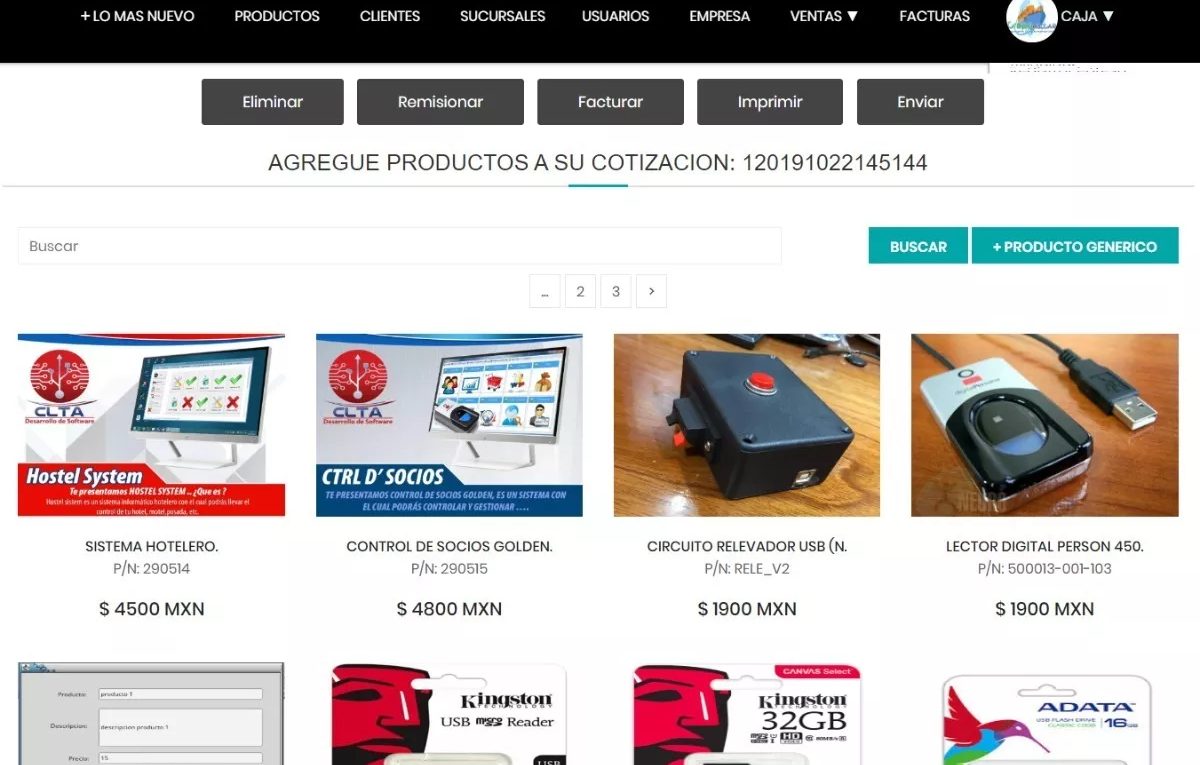 + LO MAS NUEVO PRODUCTOS CLIENTES SUCURSALES USUARIOS EMPRESA VENTAS ▼ FACTURAS CAJA ▼
Eliminar Remisionar Facturar Imprimir Enviar
AGREGUE PRODUCTOS A SU COTIZACION: 120191022145144
Buscar BUSCAR + PRODUCTO GENERICO
... 2 3 >
CLTA
Desarrollo de Software
Hostel System
Te presentamos HOSTEL SYSTEM .. ¿Que es ?
Hostel sistem es un sistema informático hotelero con el cual podrás llevar el
control de tu hotel, motel, posada, etc.
CLTA
Desarrollo de Software
CTRL D’ SOCIOS
TE PRESENTAMOS CONTROL DE SOCIOS GOLDEN, ES UN SISTEMA CON
EL CUAL PODRÁS CONTROLAR Y GESTIONAR ....
SISTEMA HOTELERO.
P/N: 290514
$ 4500 MXN
CONTROL DE SOCIOS GOLDEN.
P/N: 290515
$ 4800 MXN
CIRCUITO RELEVADOR USB (N.
P/N: RELE_V2
$ 1900 MXN
LECTOR DIGITAL PERSON 450.
P/N: 500013-001-103
$ 1900 MXN
Producto: producto 1
Descripcion: descripcion producto 1
Precio: 15
Kingston
TECHNOLOGY
USB microSD Reader
USB
CANVAS Select
Kingston
TECHNOLOGY
32GB
ADATA
USB FLASH DRIVE
CLASSIC
16GB